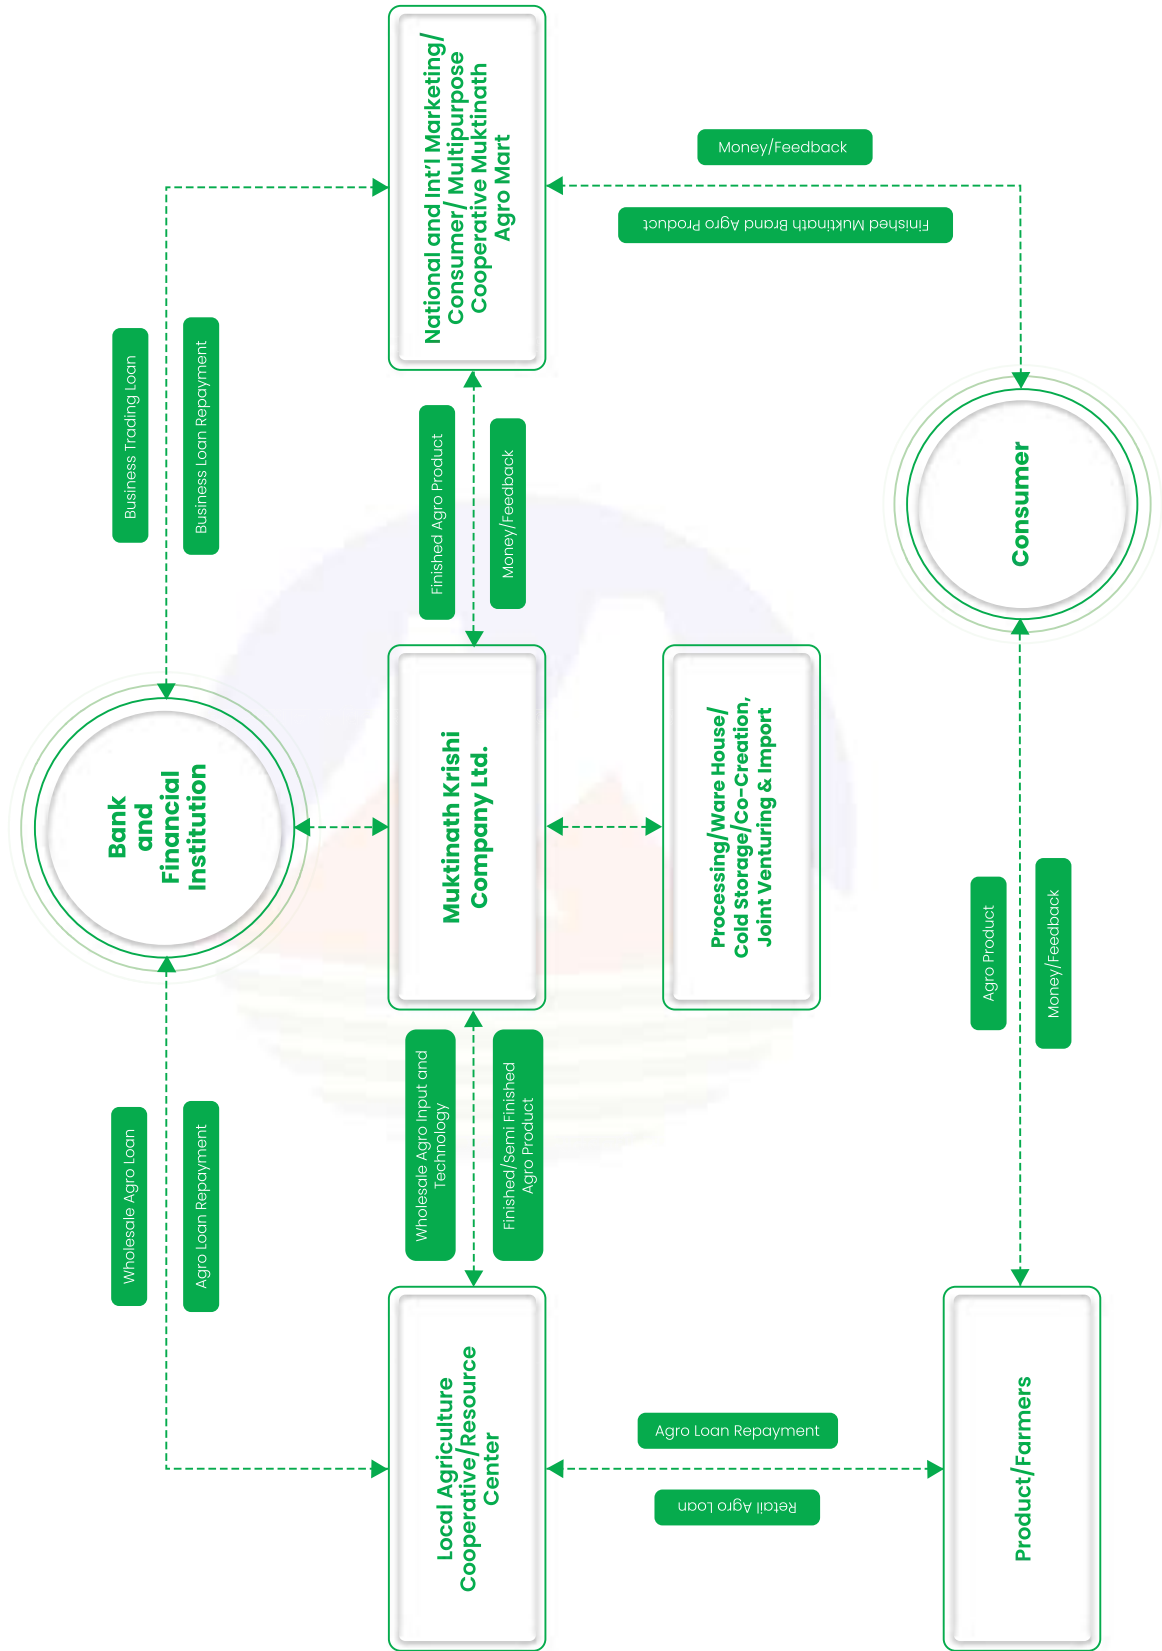 Bank
and
Financial
Institution
Wholesale Agro Loan
Agro Loan Repayment
Business Trading Loan
Business Loan Repayment
Local Agriculture
Cooperative/Resource
Center
Wholesale Agro Input and
Technology
Finished/Semi Finished
Agro Product
Muktinath Krishi
Company Ltd.
Finished Agro Product
Money/Feedback
National and Int'l Marketing/
Consumer/ Multipurpose
Cooperative Muktinath
Agro Mart
Processing/Ware House/
Cold Storage/Co-Creation,
Joint Venturing & Import
Agro Loan Repayment
Retail Agro Loan
Money/Feedback
Finished Muktinath Brand Agro Product
Product/Farmers
Agro Product
Money/Feedback
Consumer